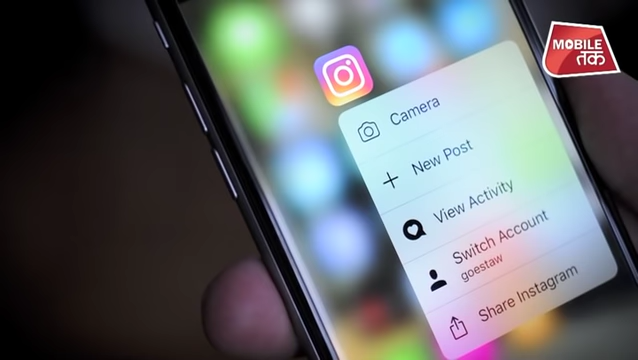 MOBILE
तक
Camera
New Post
View Activity
Switch Account
goestaw
Share Instagram